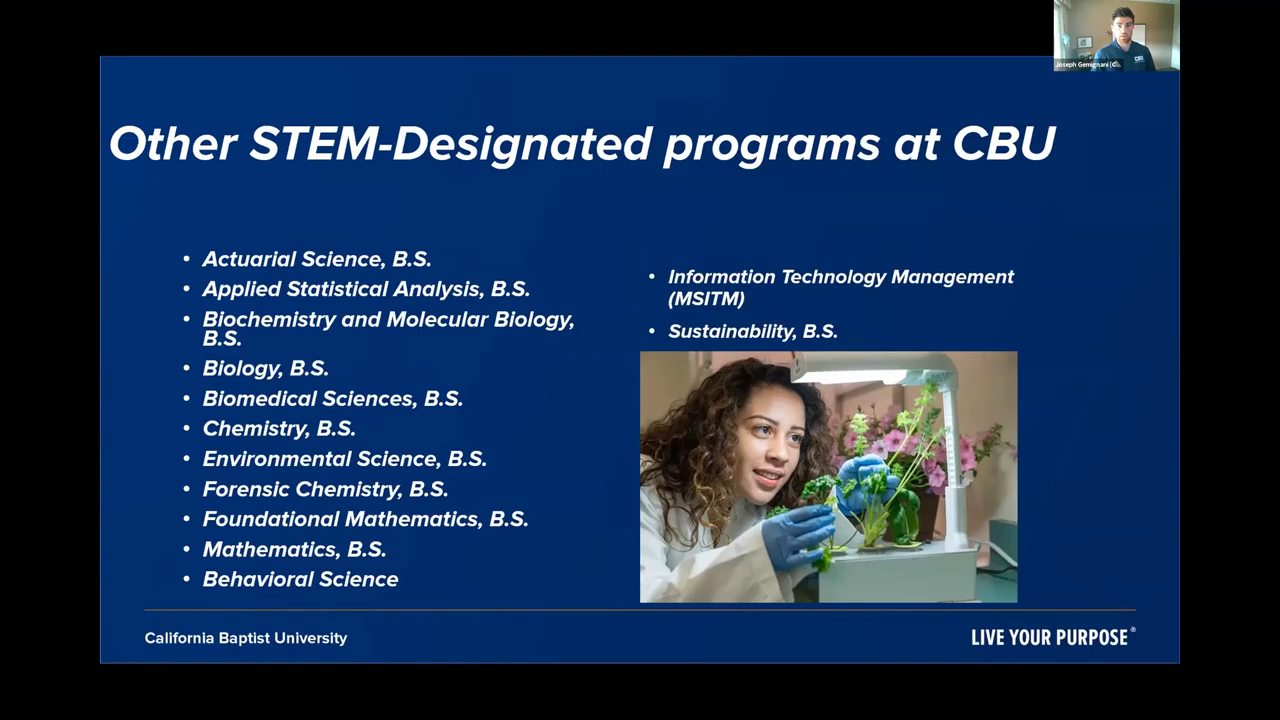 Joseph Gemignani (C...
Other STEM-Designated programs at CBU
• Actuarial Science, B.S.
• Applied Statistical Analysis, B.S.
• Biochemistry and Molecular Biology,
B.S.
• Biology, B.S.
• Biomedical Sciences, B.S.
• Chemistry, B.S.
• Environmental Science, B.S.
• Forensic Chemistry, B.S.
• Foundational Mathematics, B.S.
• Mathematics, B.S.
• Behavioral Science
• Information Technology Management
(MSITM)
• Sustainability, B.S.
California Baptist University
LIVE YOUR PURPOSE®
CBU